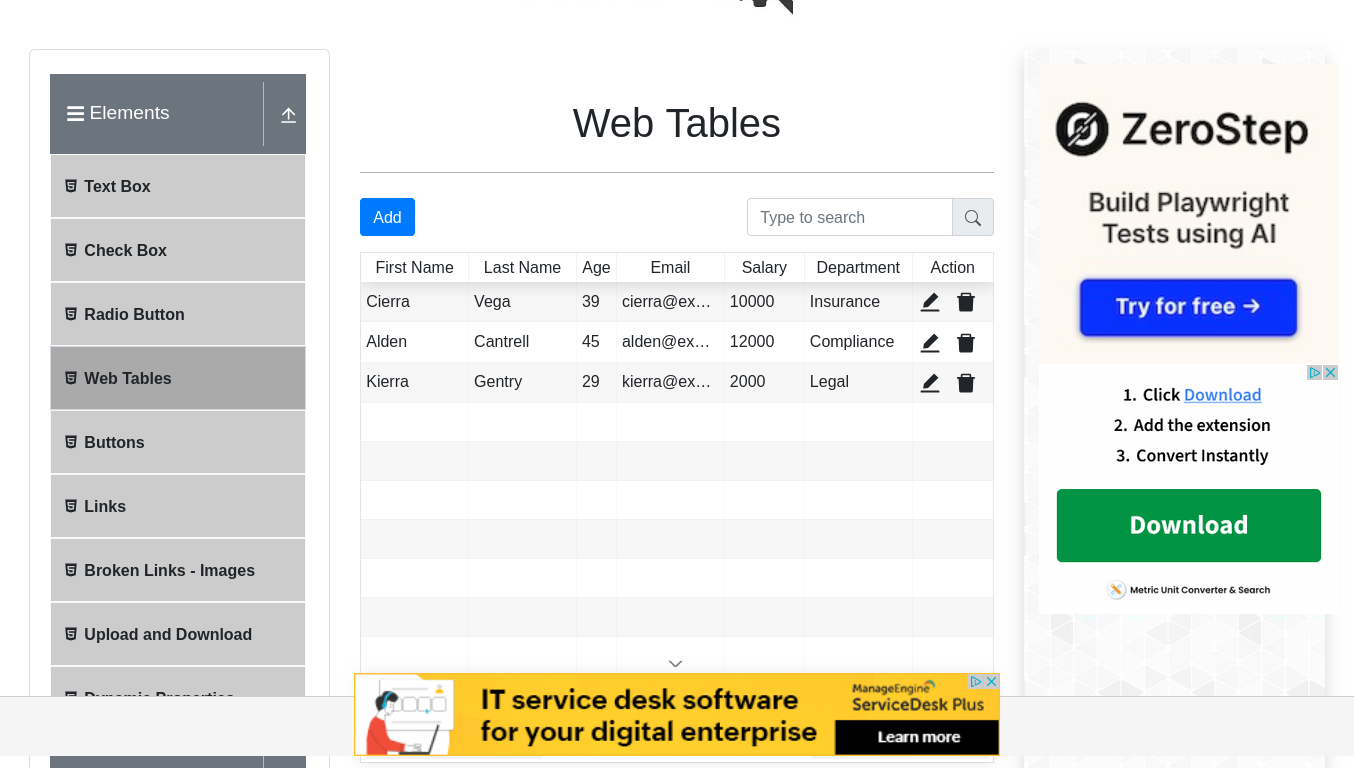 Elements
Text Box
Check Box
Radio Button
Web Tables
Buttons
Links
Broken Links - Images
Upload and Download
Web Tables
Add
Type to search
First Name Last Name Age Email Salary Department Action
Cierra Vega 39 cierra@ex... 10000 Insurance
Alden Cantrell 45 alden@ex... 12000 Compliance
Kierra Gentry 29 kierra@ex... 2000 Legal
ZeroStep
Build Playwright
Tests using AI
Try for free →
1. Click Download
2. Add the extension
3. Convert Instantly
Download
Metric Unit Converter & Search
IT service desk software
for your digital enterprise
ManageEngine
ServiceDesk Plus
Learn more